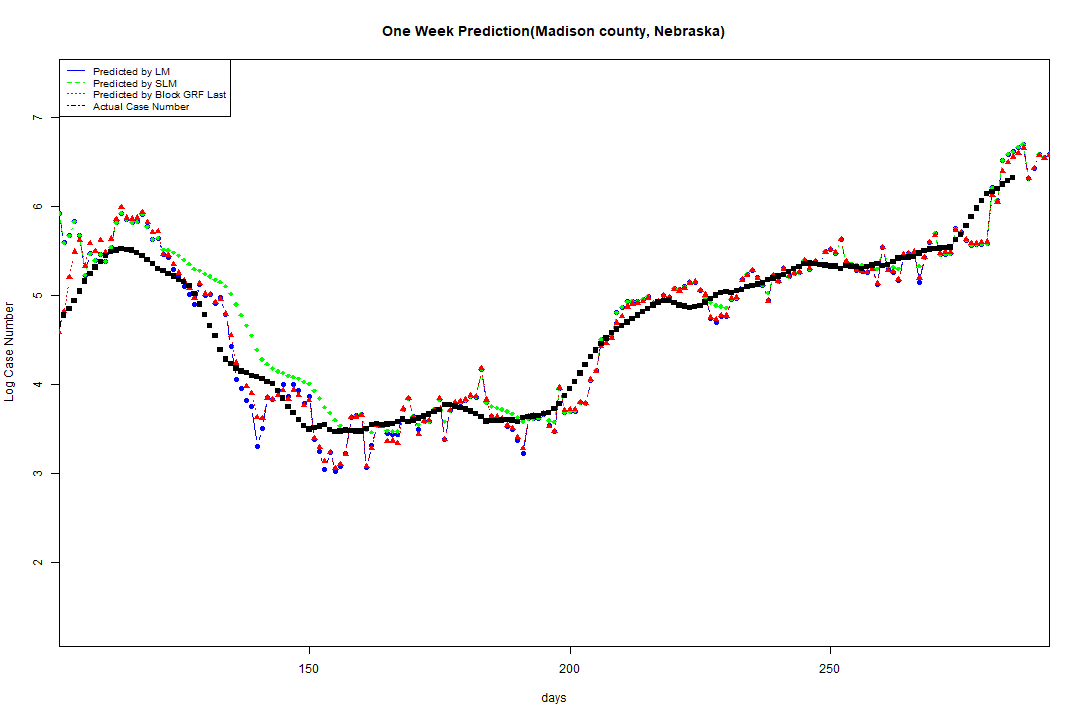 One Week Prediction(Madison county, Nebraska)
Predicted by LM
Predicted by SLM
Predicted by Block GRF Last
Actual Case Number
7
6
5
4
3
2
Log Case Number
150
200
250
days